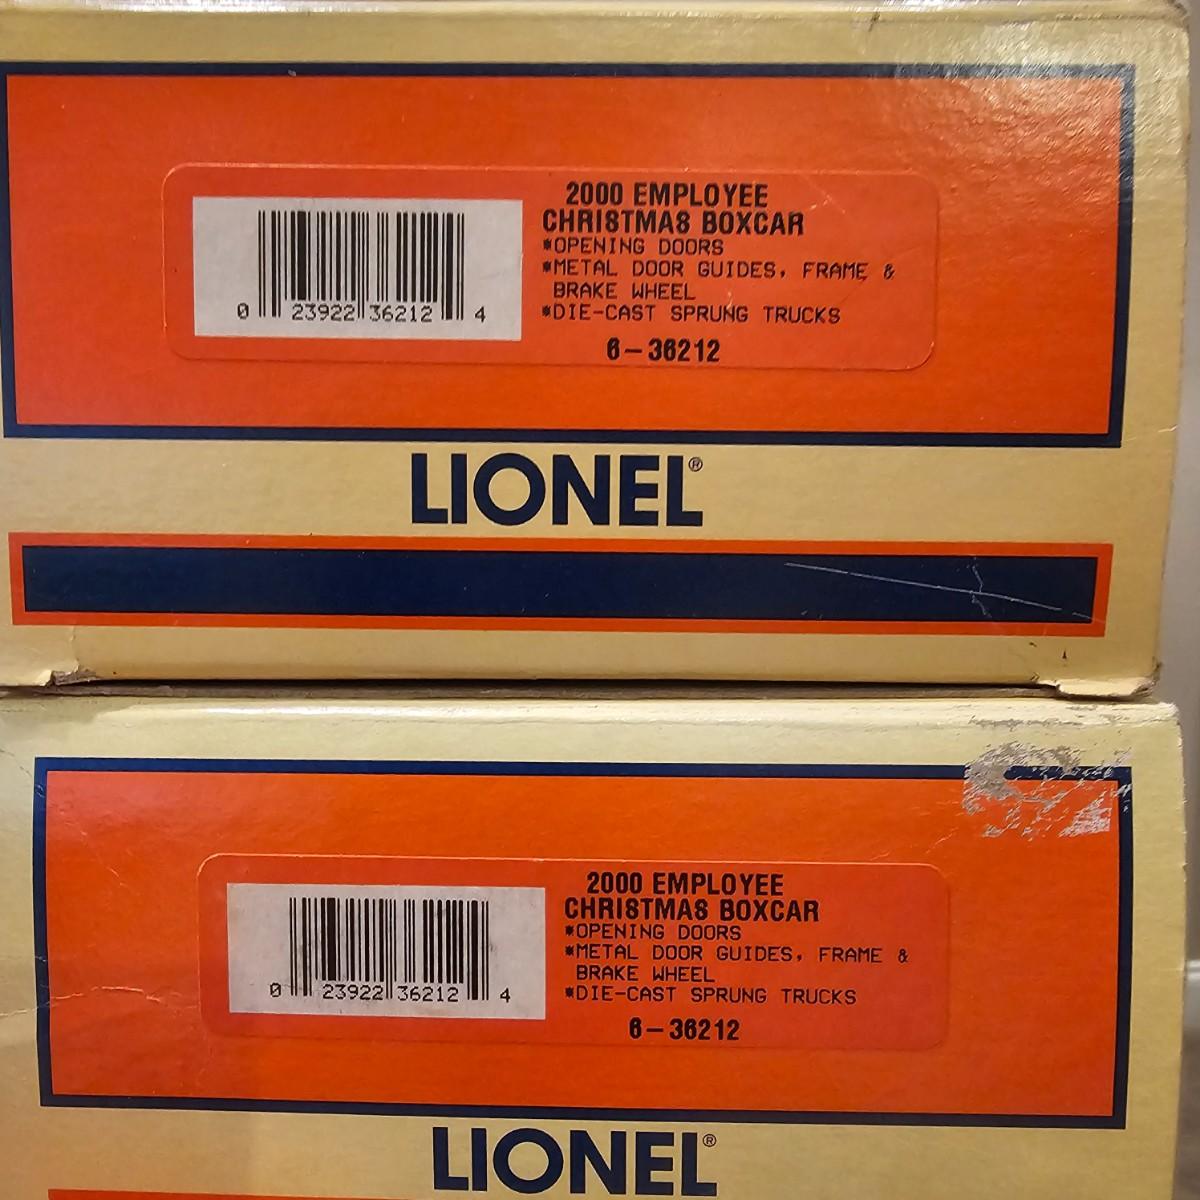 2000 EMPLOYEE
CHRISTMAS BOXCAR
*OPENING DOORS
*METAL DOOR GUIDES, FRAME &
BRAKE WHEEL
*DIE-CAST SPRUNG TRUCKS
0 23922 36212 4
6-36212
LIONEL®
2000 EMPLOYEE
CHRISTMAS BOXCAR
*OPENING DOORS
*METAL DOOR GUIDES, FRAME &
BRAKE WHEEL
*DIE-CAST SPRUNG TRUCKS
0 23922 36212 4
6-36212
LIONEL®